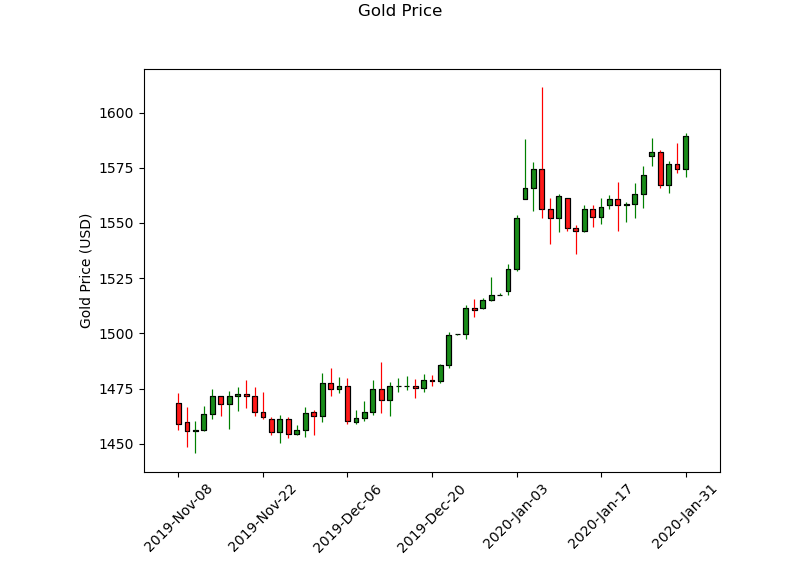 Gold Price
Gold Price (USD)
1600
1575
1550
1525
1500
1475
1450
2019-Nov-08
2019-Nov-22
2019-Dec-06
2019-Dec-20
2020-Jan-03
2020-Jan-17
2020-Jan-31